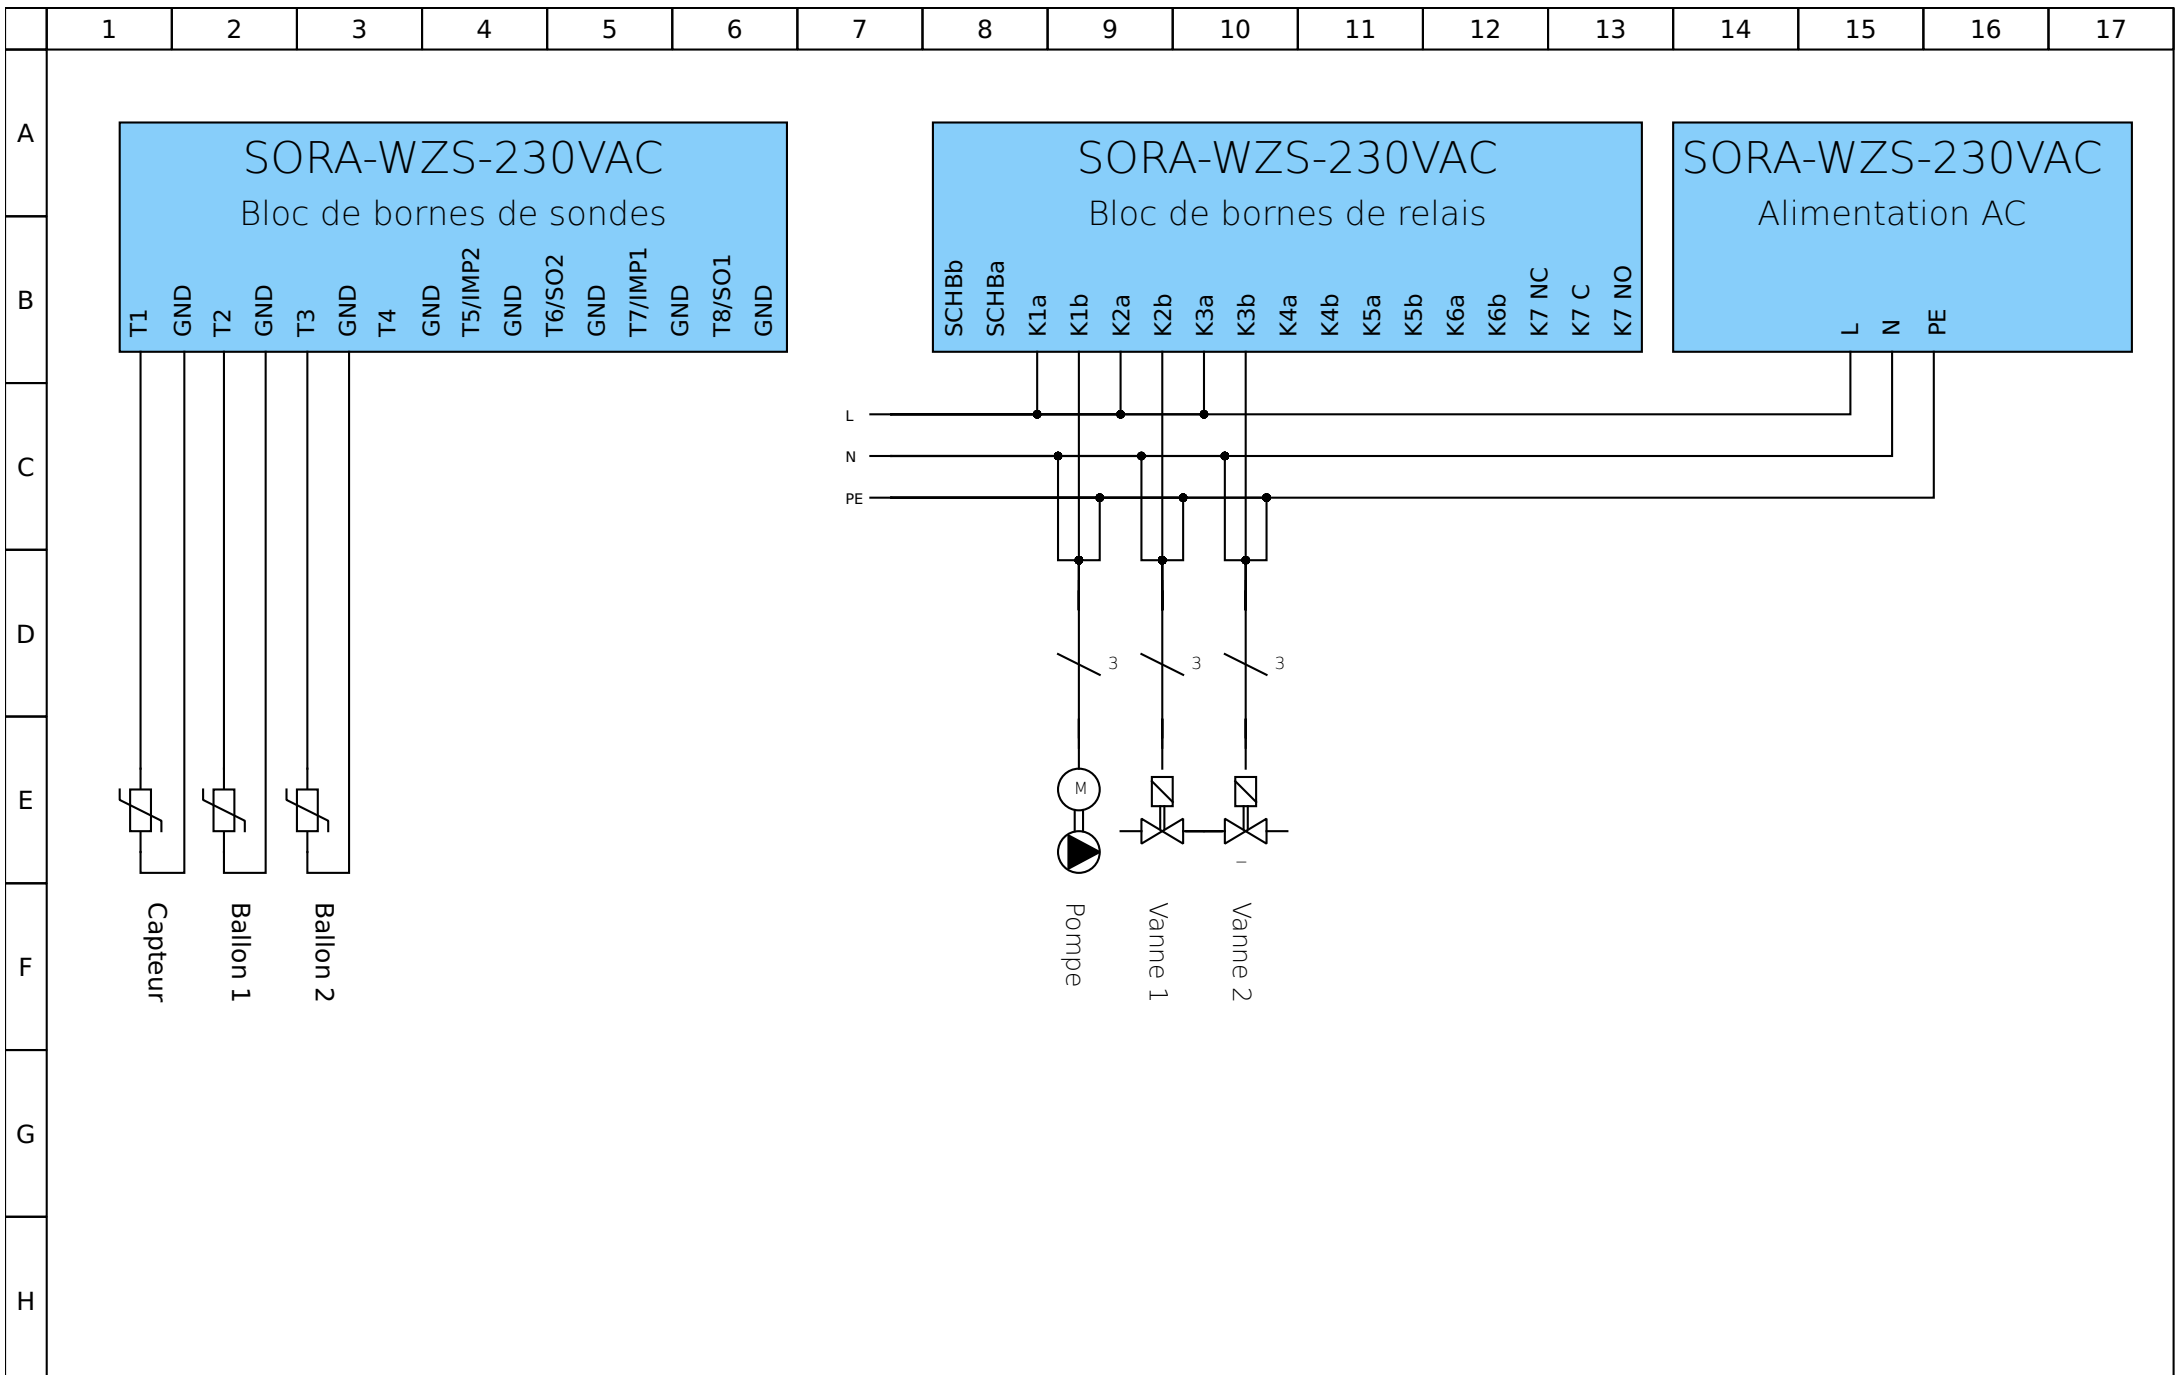 1 2 3 4 5 6 7 8 9 10 11 12 13 14 15 16 17
A
SORA-WZS-230VAC
Bloc de bornes de sondes
T1 GND T2 GND T3 GND T4 GND T5/IMP2 GND T6/SO2 GND T7/IMP1 GND T8/SO1 GND
SORA-WZS-230VAC
Bloc de bornes de relais
SCHBb SCHBa K1a K1b K2a K2b K3a K3b K4a K4b K5a K5b K6a K6b K7 NC K7 C K7 NO
SORA-WZS-230VAC
Alimentation AC
L N PE
B
L
N
PE
C
D
3 3 3
E
M
Capteur
Ballon 1
Ballon 2
Pompe
Vanne 1
Vanne 2
F
G
H